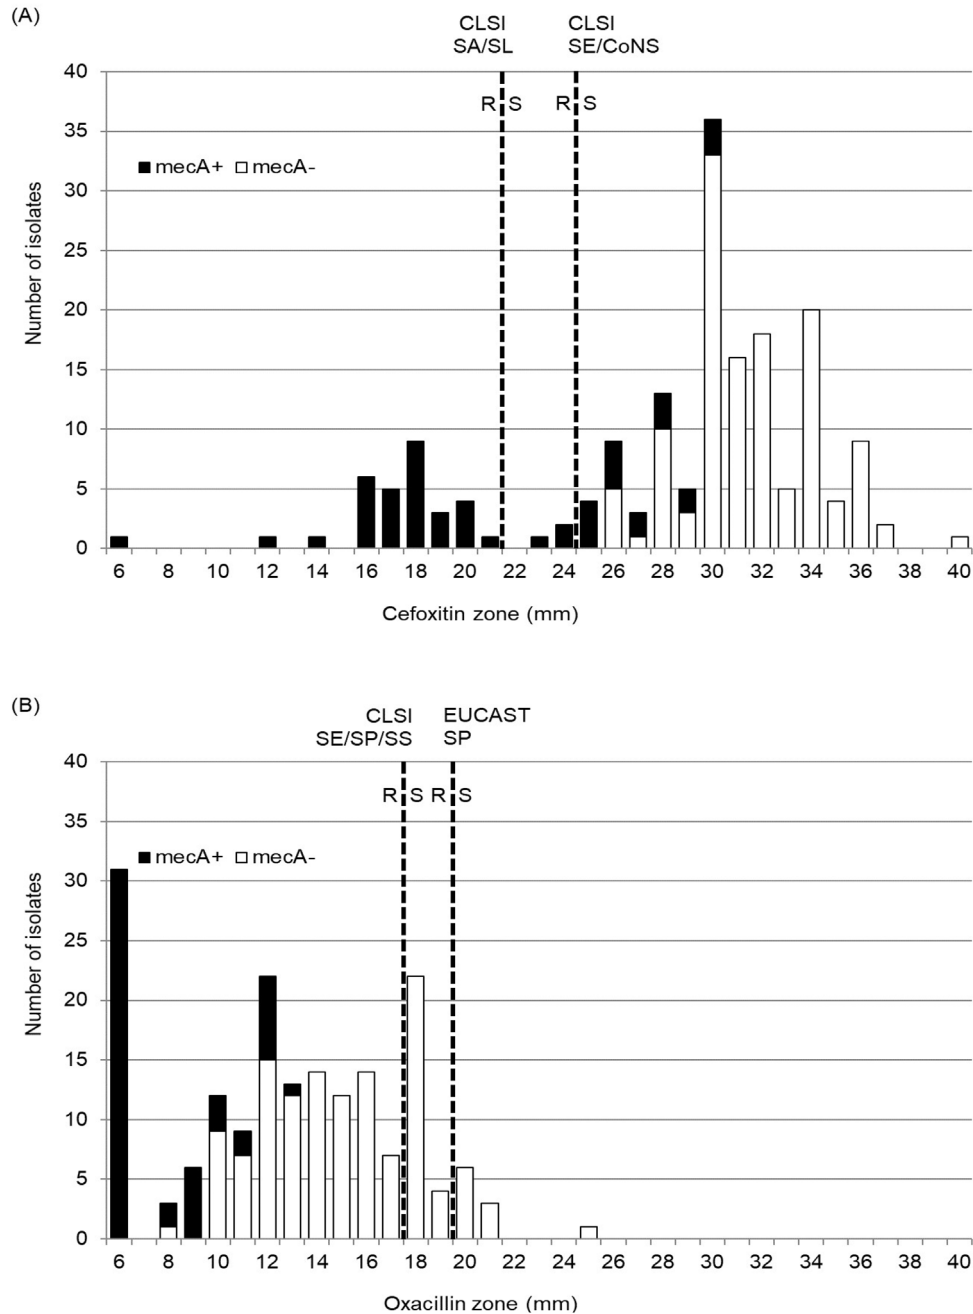 (A)
CLSI CLSI
SA/SL SE/CoNS
40
R S R S
35
mecA+ mecA-
30
25
20
15
10
5
0
Number of isolates
6 8 10 12 14 16 18 20 22 24 26 28 30 32 34 36 38 40
Cefoxitin zone (mm)
(B)
CLSI EUCAST
SE/SP/SS SP
40
R S R S
35
mecA+ mecA-
30
25
20
15
10
5
0
Number of isolates
6 8 10 12 14 16 18 20 22 24 26 28 30 32 34 36 38 40
Oxacillin zone (mm)